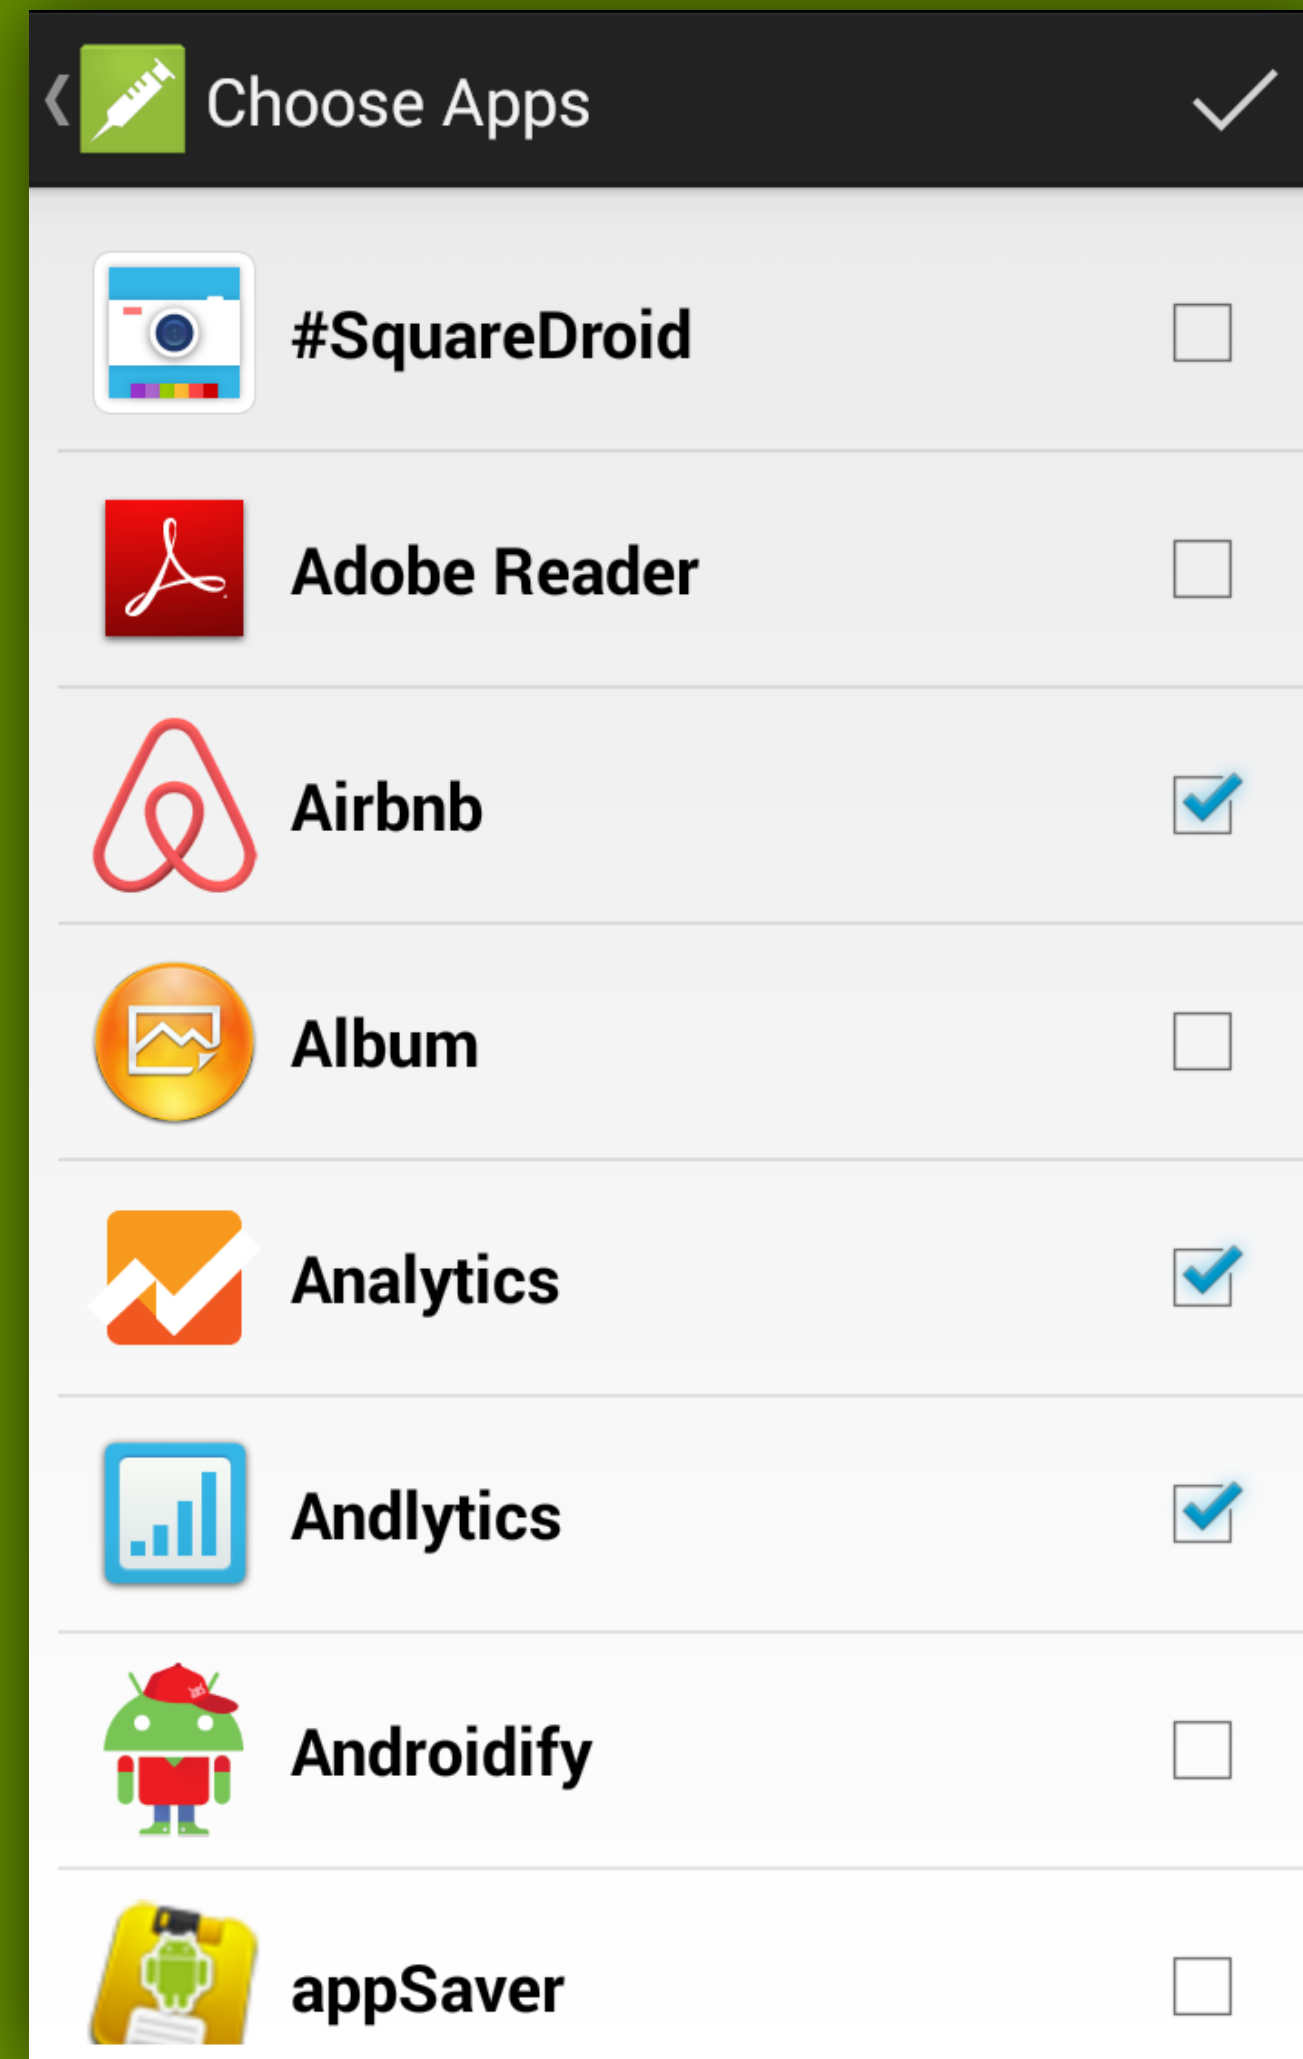 Choose Apps
#SquareDroid
Adobe Reader
Airbnb
Album
Analytics
Andlytics
Androidify
appSaver